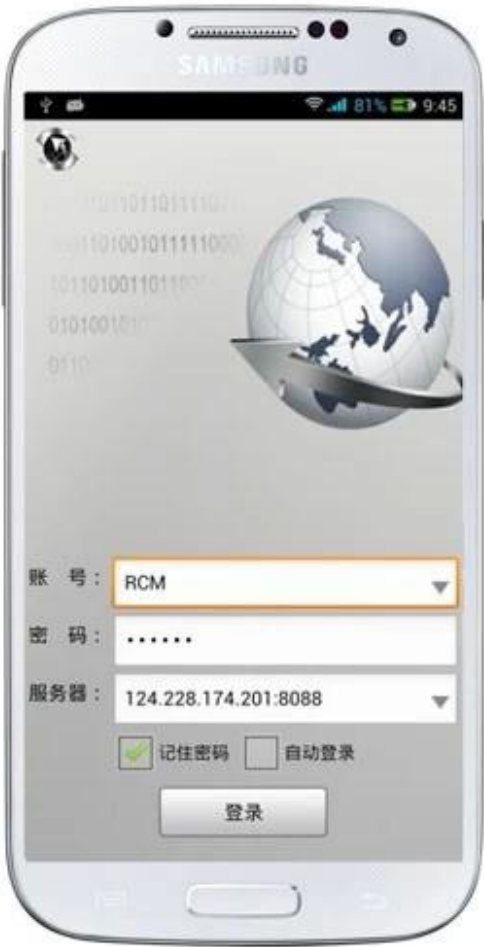 SAMSUNG
81% 9:45
1010010111110
账 号：
RCM
密 码：
······
服务器：
124.228.174.201:8088
记住密码 自动登录
登录